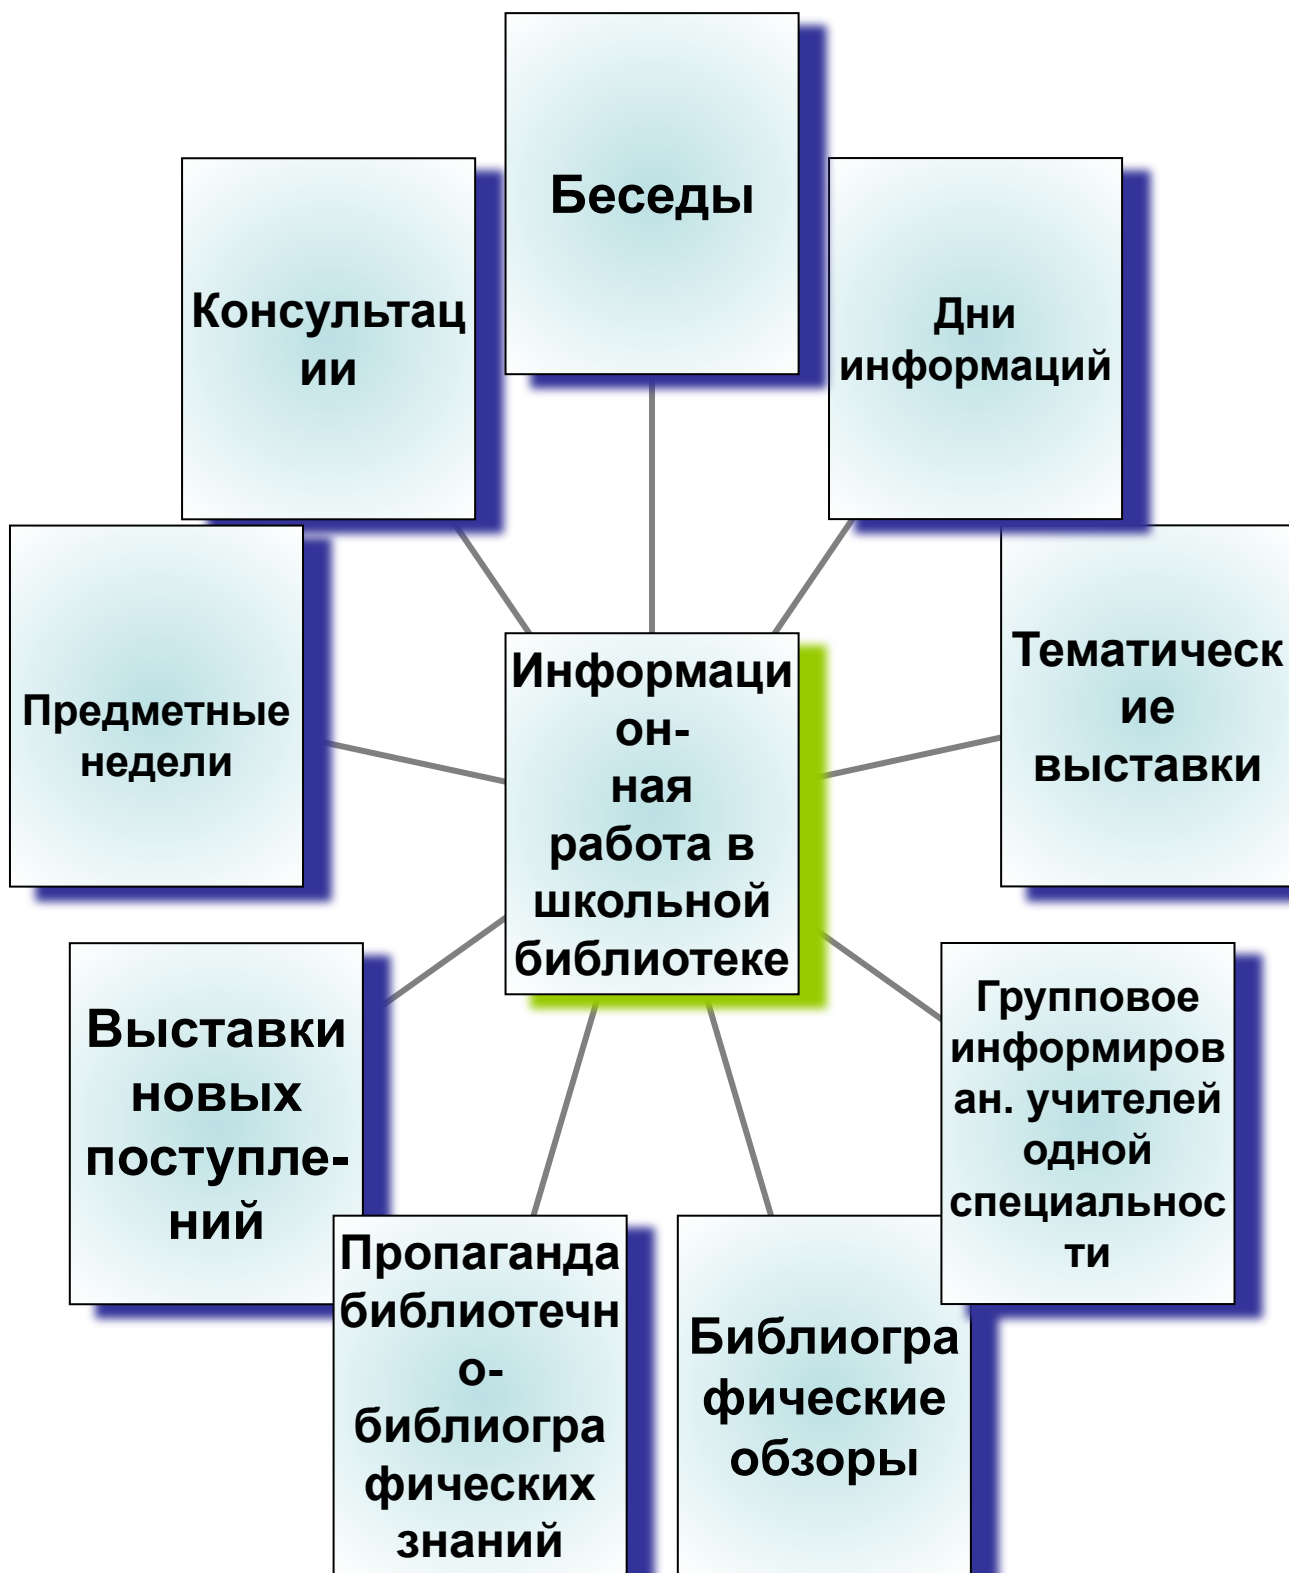 Беседы
Консультац
ии
Дни
информаций
Предметные
недели
Информаци
он-
ная
работа в
школьной
библиотеке
Тематическ
ие
выставки
Выставки
новых
поступле-
ний
Групповое
информиров
ан. учителей
одной
специальнос
ти
Пропаганда
библиотечн
о-
библиогра
фических
знаний
Библиогра
фические
обзоры